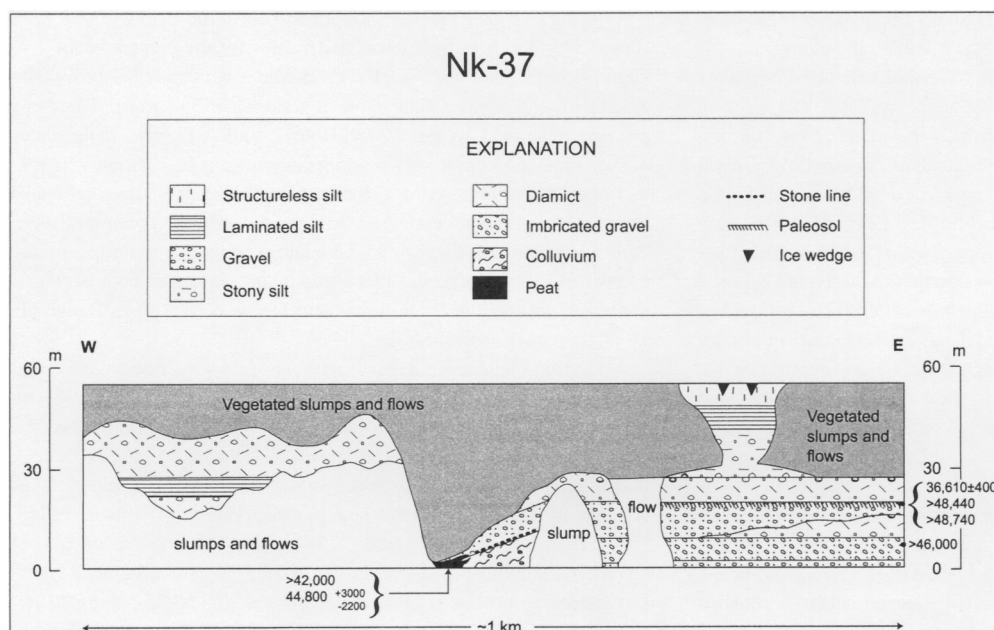 Nk-37
EXPLANATION
Structureless silt
Laminated silt
Gravel
Stony silt
Diamict
Imbricated gravel
Colluvium
Peat
Stone line
Paleosol
Ice wedge
W
E
m
60
30
0
m
60
30
0
Vegetated slumps and flows
Vegetated
slumps and
flows
slumps and flows
slump
flow
36,610±400
>48,440
>48,740
>46,000
>42,000
44,800 +3000
-2200
~1 km